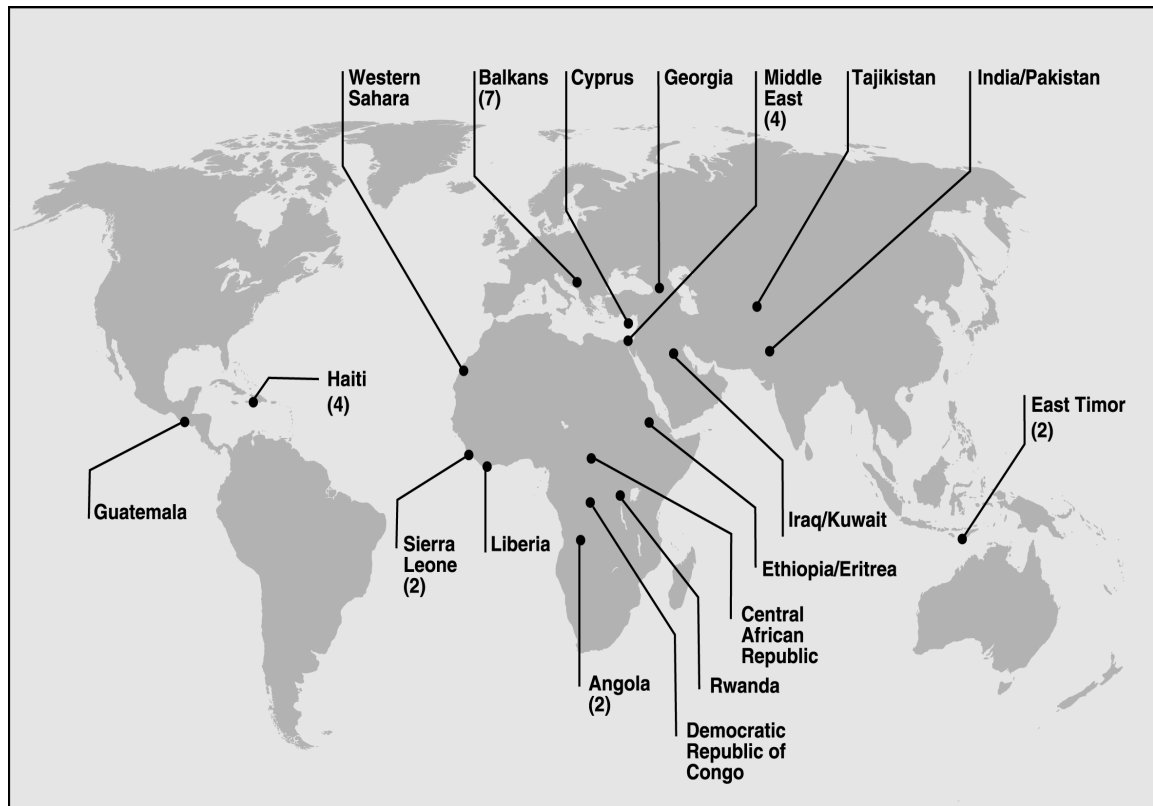 Western
Sahara
Balkans
(7)
Cyprus
Georgia
Middle
East
(4)
Tajikistan
India/Pakistan
Haiti
(4)
East Timor
(2)
Guatemala
Sierra
Leone
(2)
Liberia
Iraq/Kuwait
Ethiopia/Eritrea
Central
African
Republic
Angola
(2)
Rwanda
Democratic
Republic of
Congo